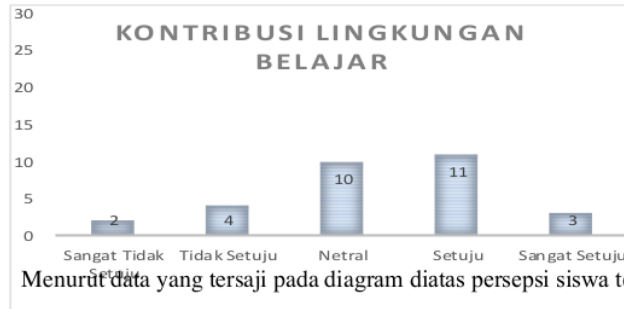 30
KONTRIBUSI LINGKUNGAN
BELAJAR
25
20
15
10
5
0
2
4
10
11
3
Sangat Tidak Setuju
Tidak Setuju
Netral
Setuju
Sangat Setuju
Menurut data yang tersaji pada diagram diatas persepsi siswa